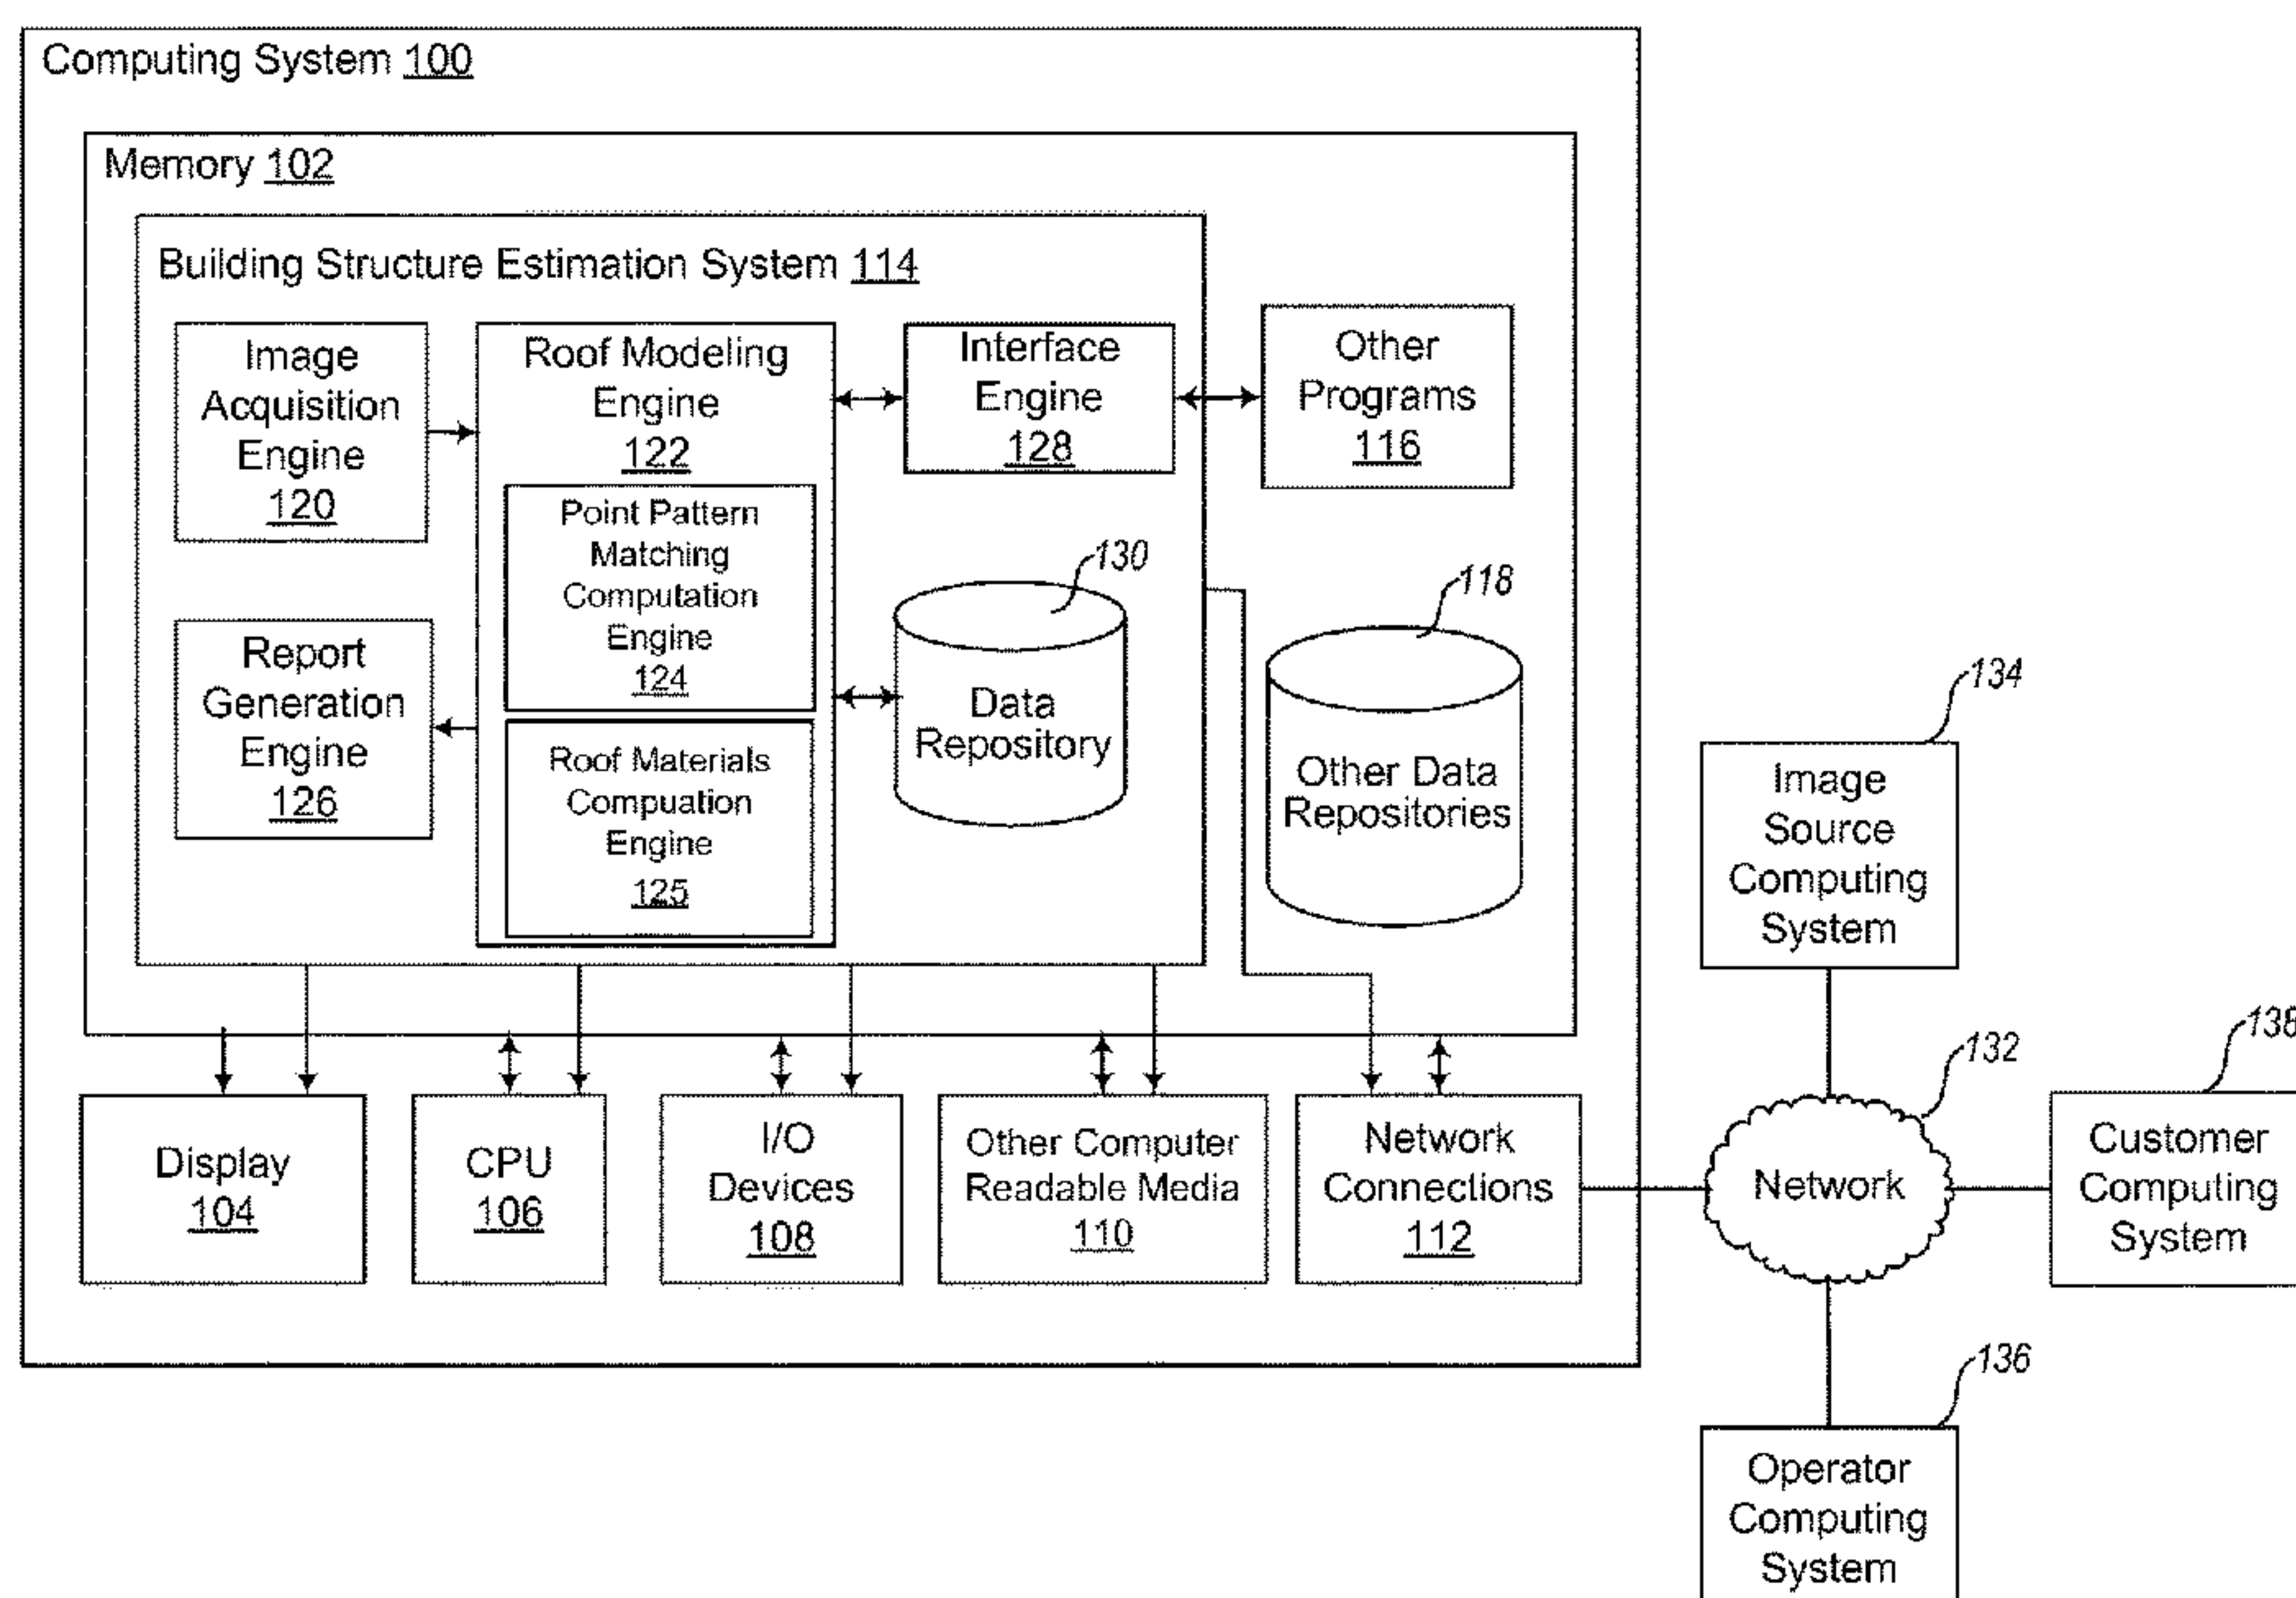 Computing System 100
Memory 102
Building Structure Estimation System 114
Image
Acquisition
Engine
120
Roof Modeling
Engine
122
Point Pattern
Matching
Computation
Engine
124
Roof Materials
Compuation
Engine
125
Interface
Engine
128
Other
Programs
116
Report
Generation
Engine
126
130
Data
Repository
118
Other Data
Repositories
Display
104
CPU
106
I/O
Devices
108
Other Computer
Readable Media
110
Network
Connections
112
134
Image
Source
Computing
System
132
Network
138
Customer
Computing
System
136
Operator
Computing
System